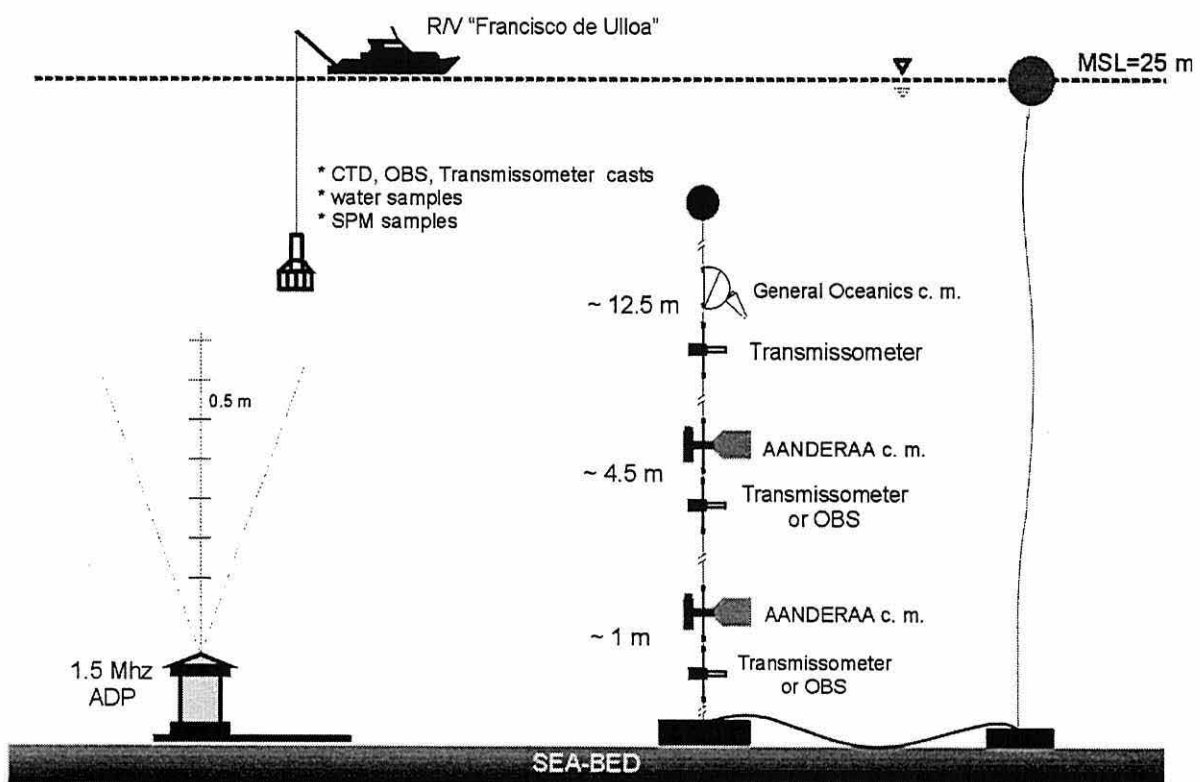 R/V "Francisco de Ulloa"
MSL=25 m
* CTD, OBS, Transmissometer casts
* water samples
* SPM samples
General Oceanics c. m.
~ 12.5 m
Transmissometer
0.5 m
AANDERAA c. m.
~ 4.5 m
Transmissometer
or OBS
AANDERAA c. m.
~ 1 m
Transmissometer
or OBS
1.5 Mhz
ADP
SEA-BED